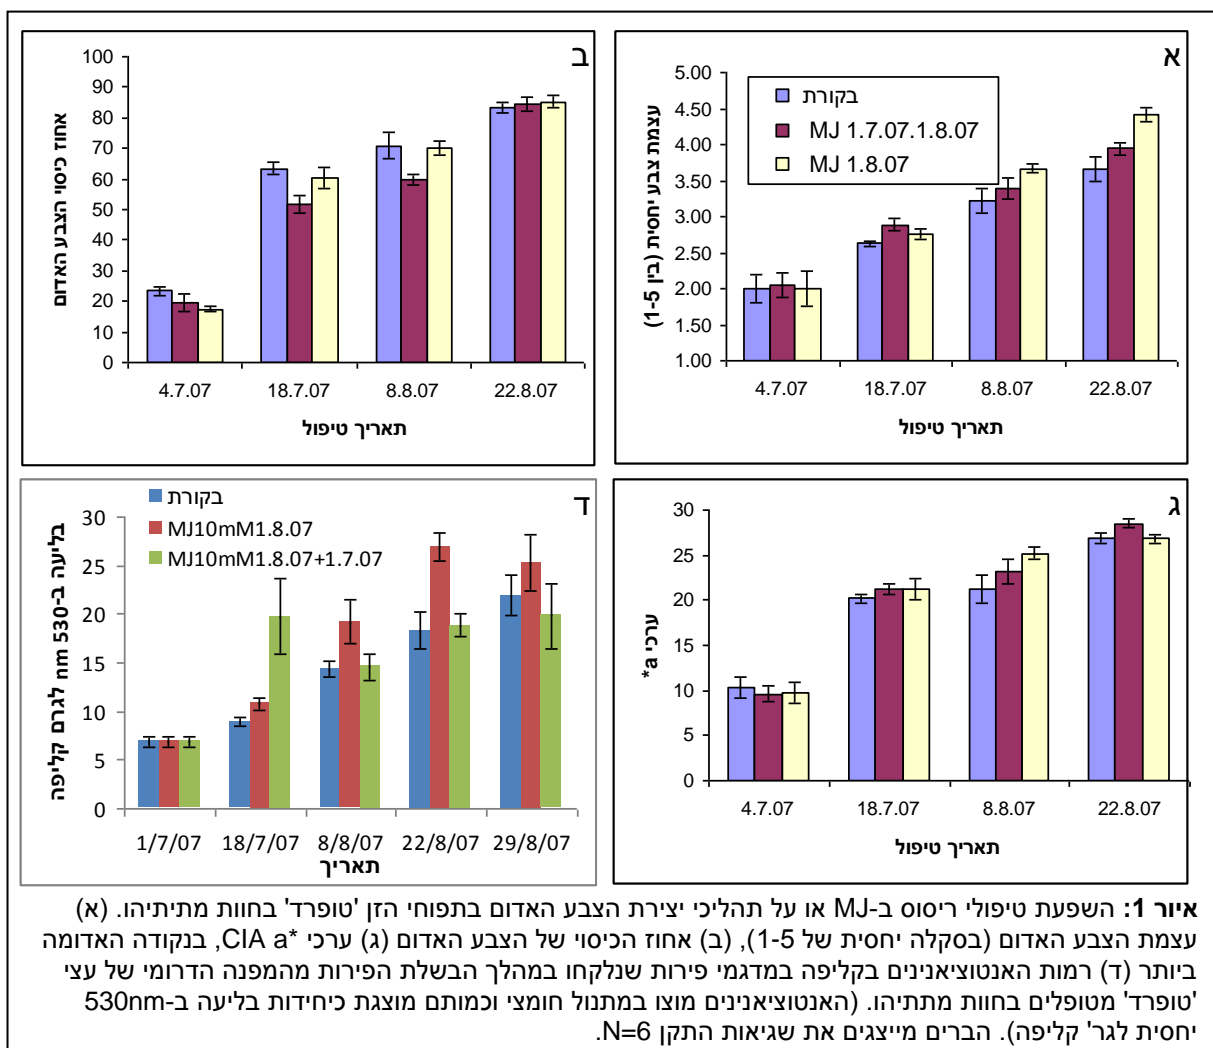 א
עצמת צבע יחסית (בין 1-5)
5.00
4.50
4.00
3.50
3.00
2.50
2.00
1.50
1.00
בקורת
MJ 1.7.07.1.8.07
MJ 1.8.07
4.7.07 18.7.07 8.8.07 22.8.07
תאריך טיפול
ב
אחוז כיסוי הצבע האדום
100
90
80
70
60
50
40
30
20
10
0
4.7.07 18.7.07 8.8.07 22.8.07
תאריך טיפול
ג
ערכי a*
30
25
20
15
10
5
0
4.7.07 18.7.07 8.8.07 22.8.07
תאריך טיפול
ד
בליעה ב-530 nm לגרם קליפה
בקורת
MJ10mM1.8.07
MJ10mM1.8.07+1.7.07
30
25
20
15
10
5
0
1/7/07 18/7/07 8/8/07 22/8/07 29/8/07
תאריך
איור 1: השפעת טיפולי ריסוס ב-MJ או על תהליכי יצירת הצבע האדום בתפוחי הזן 'טופרד' בחוות מתיתיהו. (א)
עצמת הצבע האדום (בסקלה יחסית של 1-5), (ב) אחוז הכיסוי של הצבע האדום (ג) ערכי CIA a*, בנקודה האדומה
ביותר (ד) רמות האנטוציאנינים בקליפה במדגמי פירות שנלקחו במהלך הבשלת הפירות מהמפנה הדרומי של עצי
'טופרד' מטופלים בחוות מתתיהו. (האנטוציאנינים מוצו במתנול חומצי וכמותם מוצגת כיחידות בליעה ב-530nm
יחסית לגר' קליפה). הברים מייצגים את שגיאות התקן N=6.